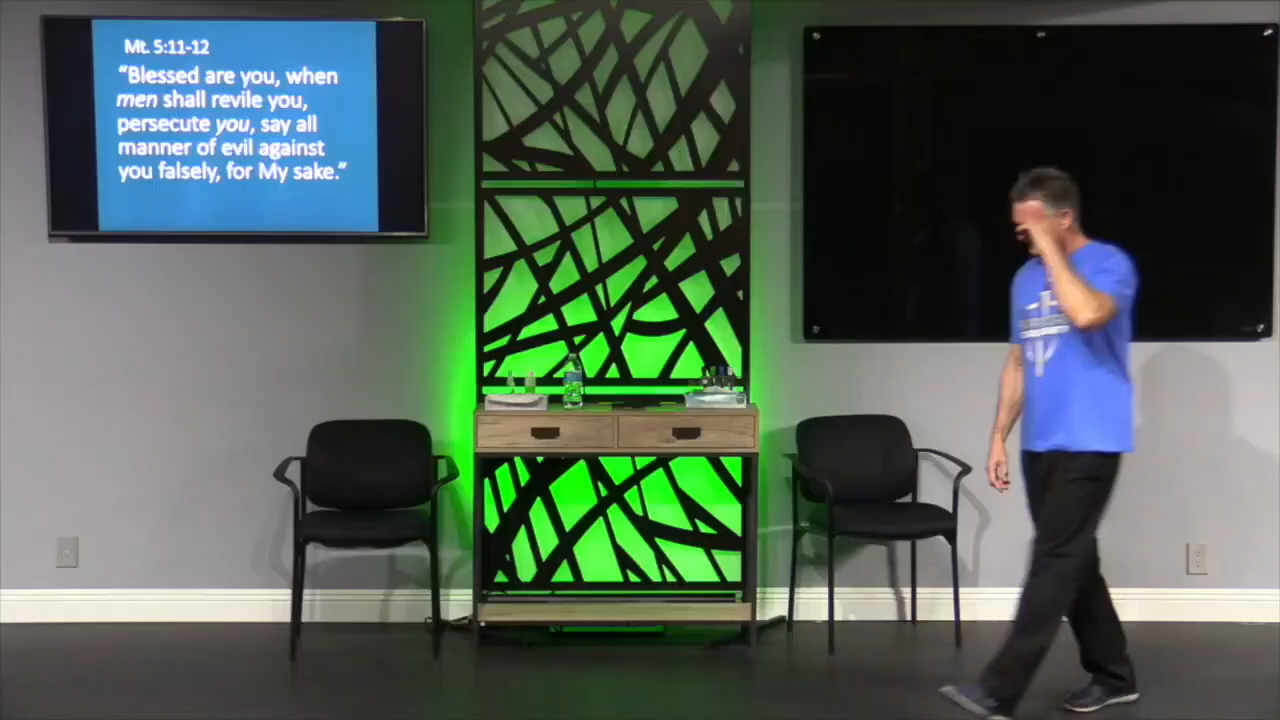 Mt. 5:11-12
“Blessed are you, when
men shall revile you,
persecute you, say all
manner of evil against
you falsely, for My sake.”